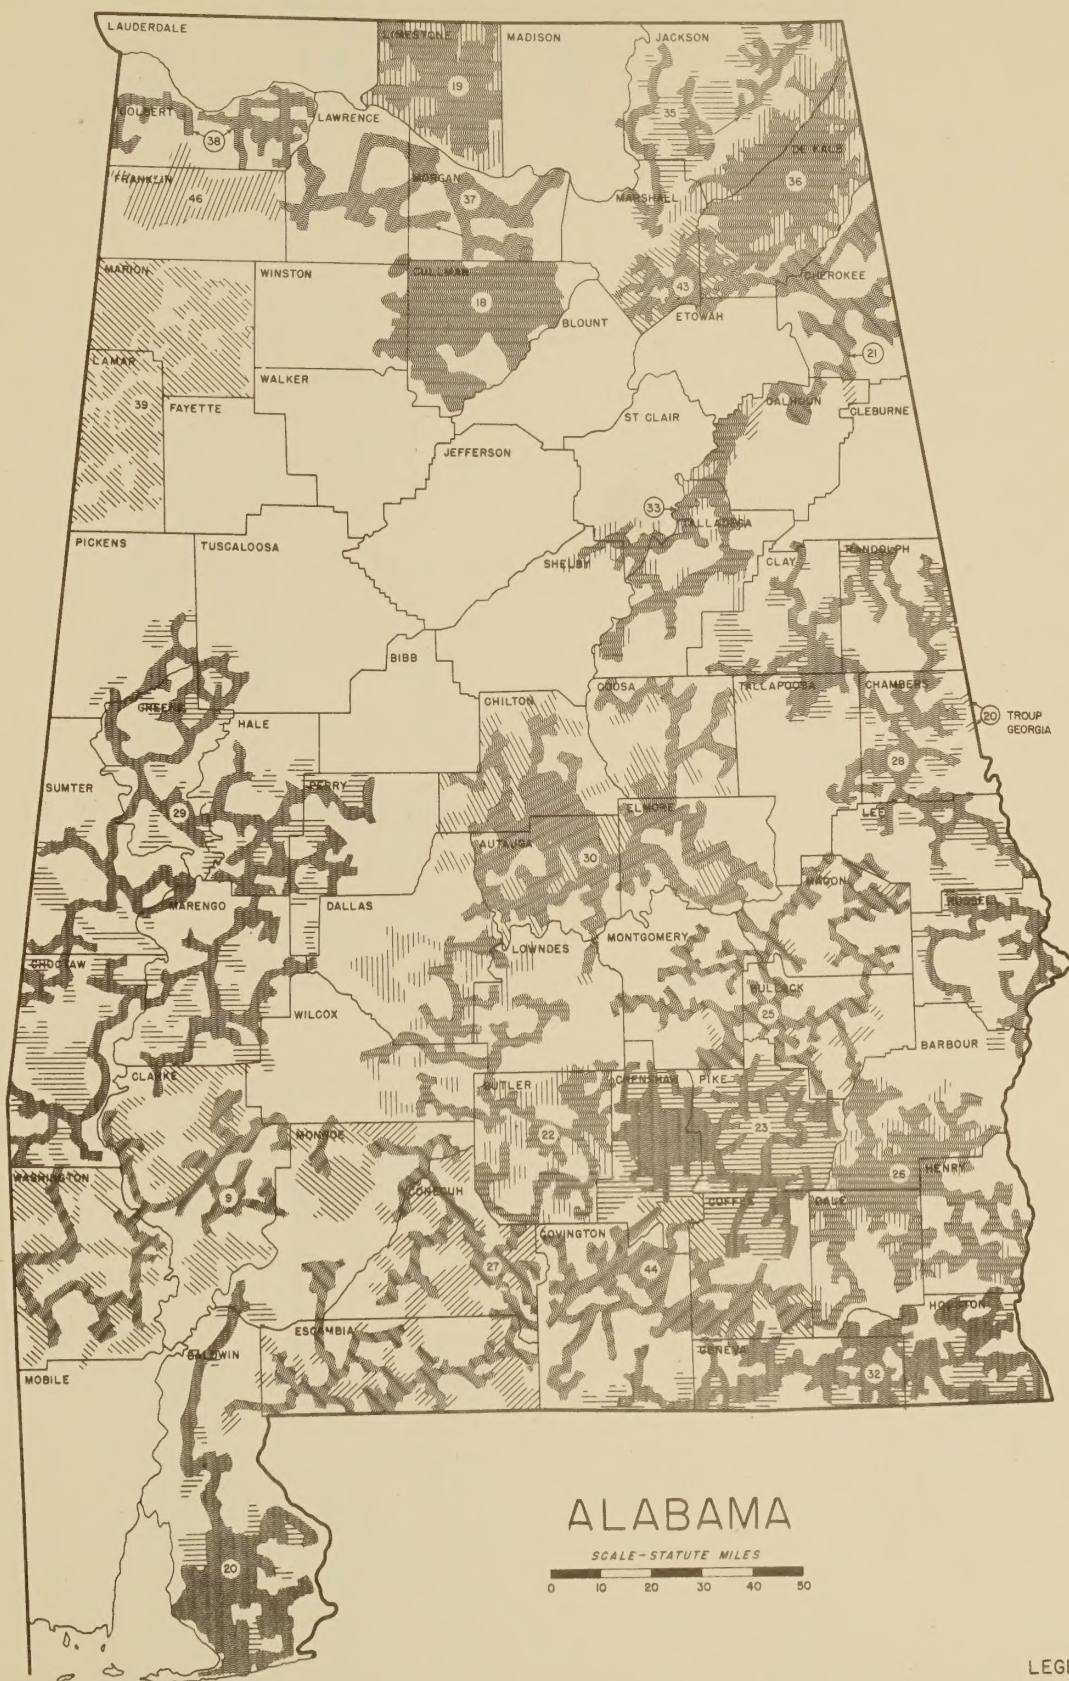 LAUDERDALE
LIMESTONE
MADISON
JACKSON
19
35
COLBERT
LAWRENCE
38
DE KALB
36
FRANKLIN
46
MORGAN
37
MARSHALL
MARION
WINSTON
CULLMAN
18
43
CHEROKEE
BLOUNT
ETOWAH
21
LAMAR
39
FAYETTE
WALKER
CALHOUN
CLEBURNE
ST CLAIR
JEFFERSON
33
TALLADEGA
PICKENS
TUSCALOOSA
SHELBY
CLAY
RANDOLPH
BIBB
GREENE
HALE
CHILTON
COOSA
TALLAPOOSA
CHAMBERS
20
TROUP
GEORGIA
28
SUMTER
29
PERRY
ELMORE
LEE
AUTAUGA
30
MACON
MARENGO
DALLAS
RUSSELL
LOWNDES
MONTGOMERY
CHOCTAW
BULLOCK
25
WILCOX
BARBOUR
CLARKE
BUTLER
CRENSHAW
PIKE
22
23
MONROE
26
HENRY
WASHINGTON
9
CONECUH
COFFEE
DALE
COVINGTON
27
44
HOUSTON
ESCAMBIA
BALDWIN
GENEVA
32
MOBILE
20
ALABAMA
SCALE-STATUTE MILES
0 10 20 30 40 50
LEGE